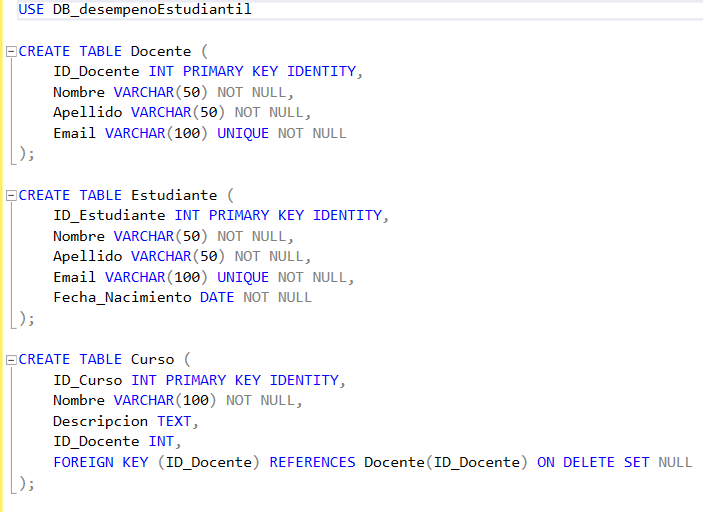 USE DB_desempenoEstudiantil
CREATE TABLE Docente (
ID_Docente INT PRIMARY KEY IDENTITY,
Nombre VARCHAR(50) NOT NULL,
Apellido VARCHAR(50) NOT NULL,
Email VARCHAR(100) UNIQUE NOT NULL
);
CREATE TABLE Estudiante (
ID_Estudiante INT PRIMARY KEY IDENTITY,
Nombre VARCHAR(50) NOT NULL,
Apellido VARCHAR(50) NOT NULL,
Email VARCHAR(100) UNIQUE NOT NULL,
Fecha_Nacimiento DATE NOT NULL
);
CREATE TABLE Curso (
ID_Curso INT PRIMARY KEY IDENTITY,
Nombre VARCHAR(100) NOT NULL,
Descripcion TEXT,
ID_Docente INT,
FOREIGN KEY (ID_Docente) REFERENCES Docente(ID_Docente) ON DELETE SET NULL
);